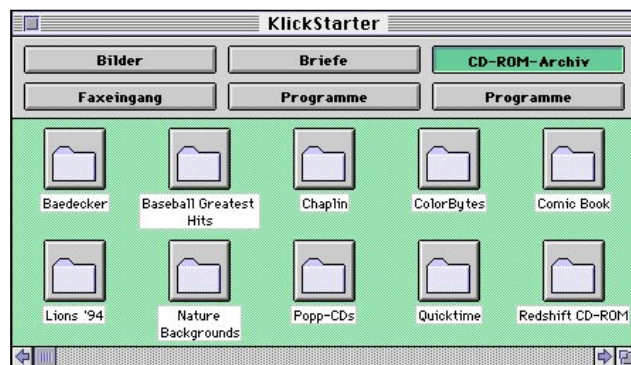 KlickStarter
Bilder
Briefe
CD-ROM-Archiv
Faxeingang
Programme
Programme
Baedecker
Baseball Greatest
Hits
Chaplin
ColorBytes
Comic Book
Lions '94
Nature
Backgrounds
Popp-CDs
Quicktime
Redshift CD-ROM